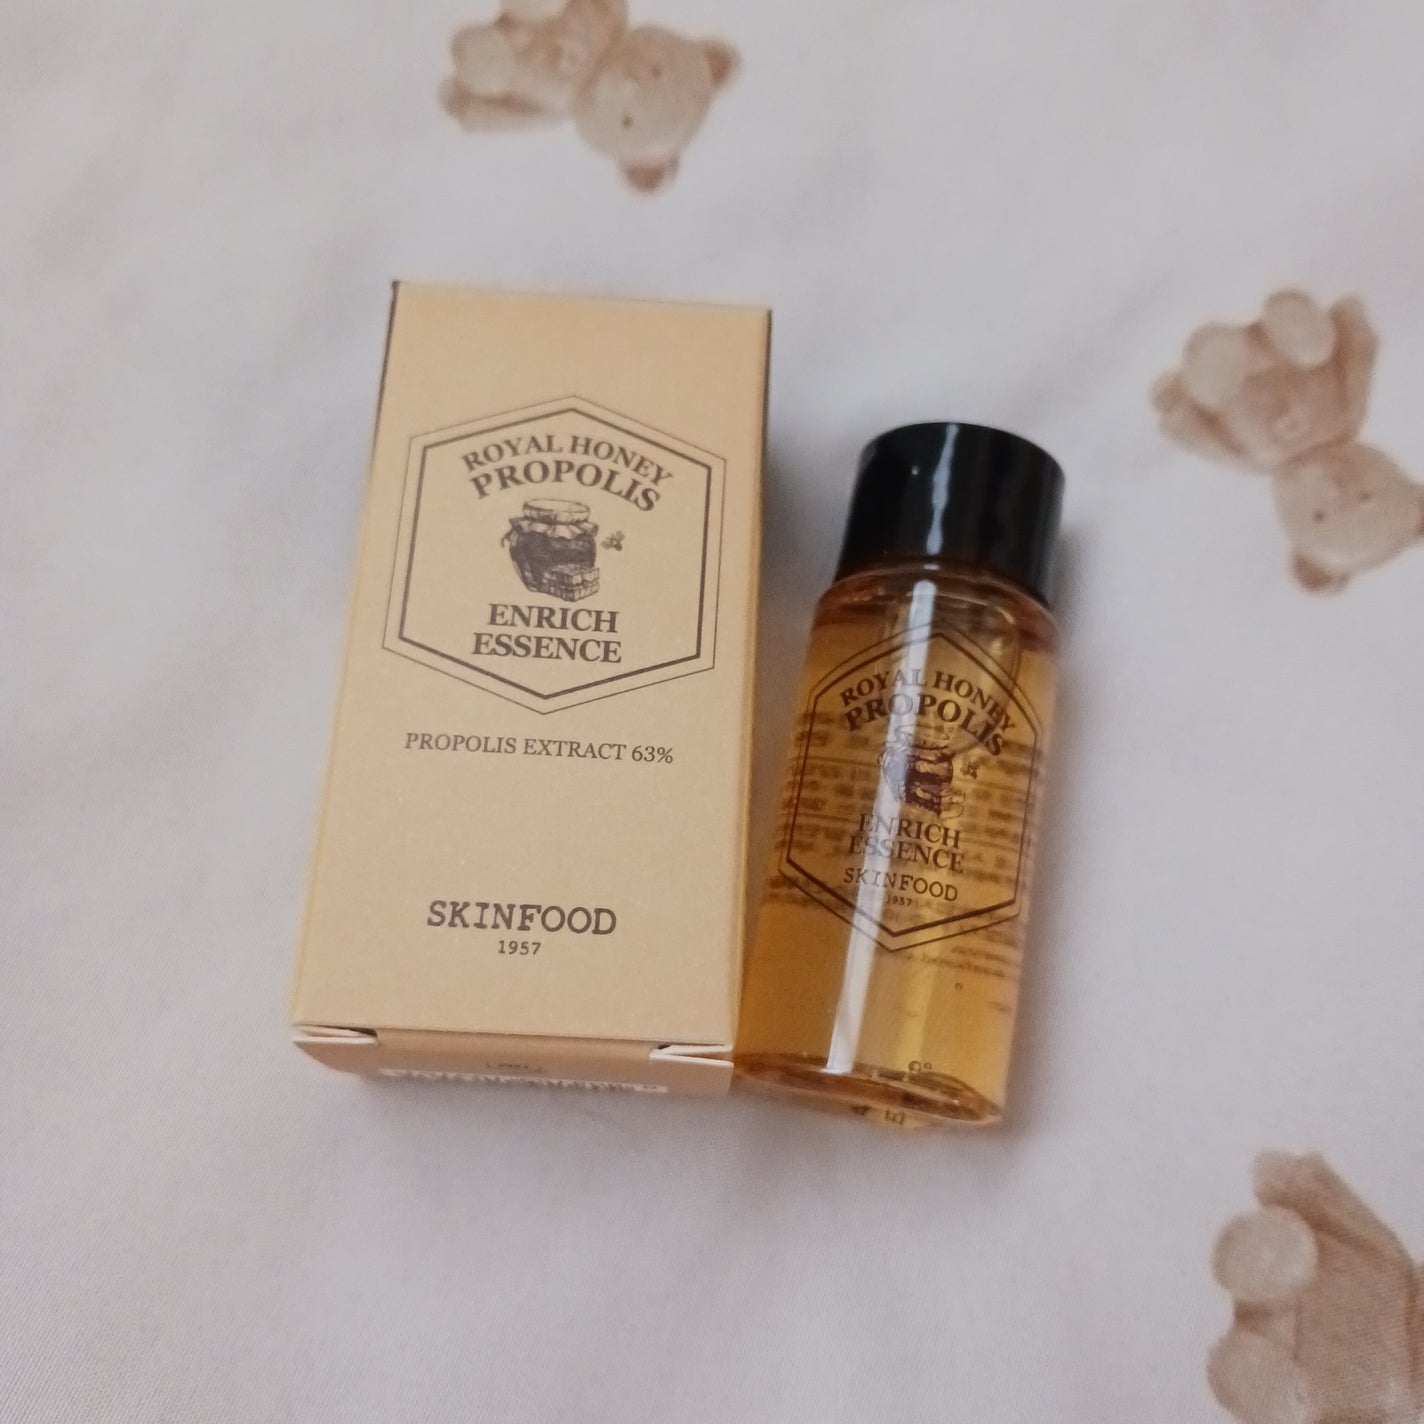 ROYAL HONEY
PROPOLIS
ENRICH
ESSENCE
PROPOLIS EXTRACT 63%
SKINFOOD
1957
ROYAL HONEY
PROPOLIS
ENRICH
ESSENCE
SKINFOOD
1957